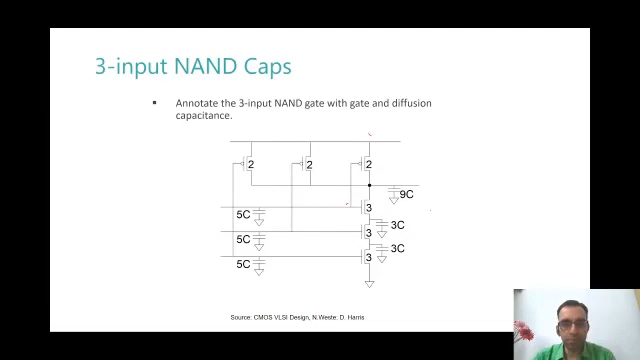 3-input NAND Caps
▪ Annotate the 3-input NAND gate with gate and diffusion
capacitance.
2
2
2
9C
3
5C
3C
3
5C
3C
3
5C
Source: CMOS VLSI Design, N.Weste: D. Harris